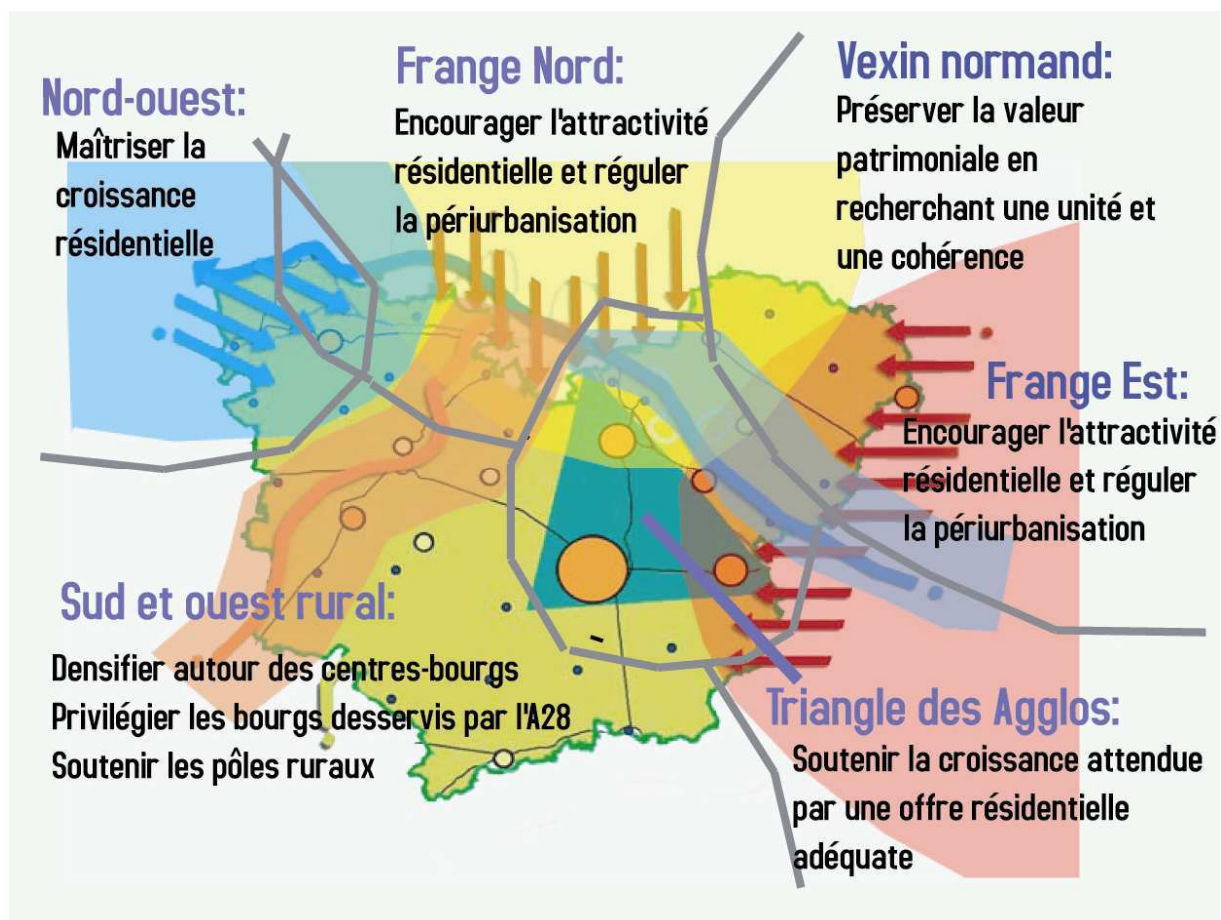 Nord-ouest:
Maîtriser la
croissance
résidentielle
Frange Nord:
Encourager l'attractivité
résidentielle et réguler
la périurbanisation
Vexin normand:
Préserver la valeur
patrimoniale en
recherchant une unité et
une cohérence
Frange Est:
Encourager l'attractivité
résidentielle et réguler
la périurbanisation
Sud et ouest rural:
Densifier autour des centres-bourgs
Privilégier les bourgs desservis par l'A28
Soutenir les pôles ruraux
Triangle des Agglos:
Soutenir la croissance attendue
par une offre résidentielle
adéquate